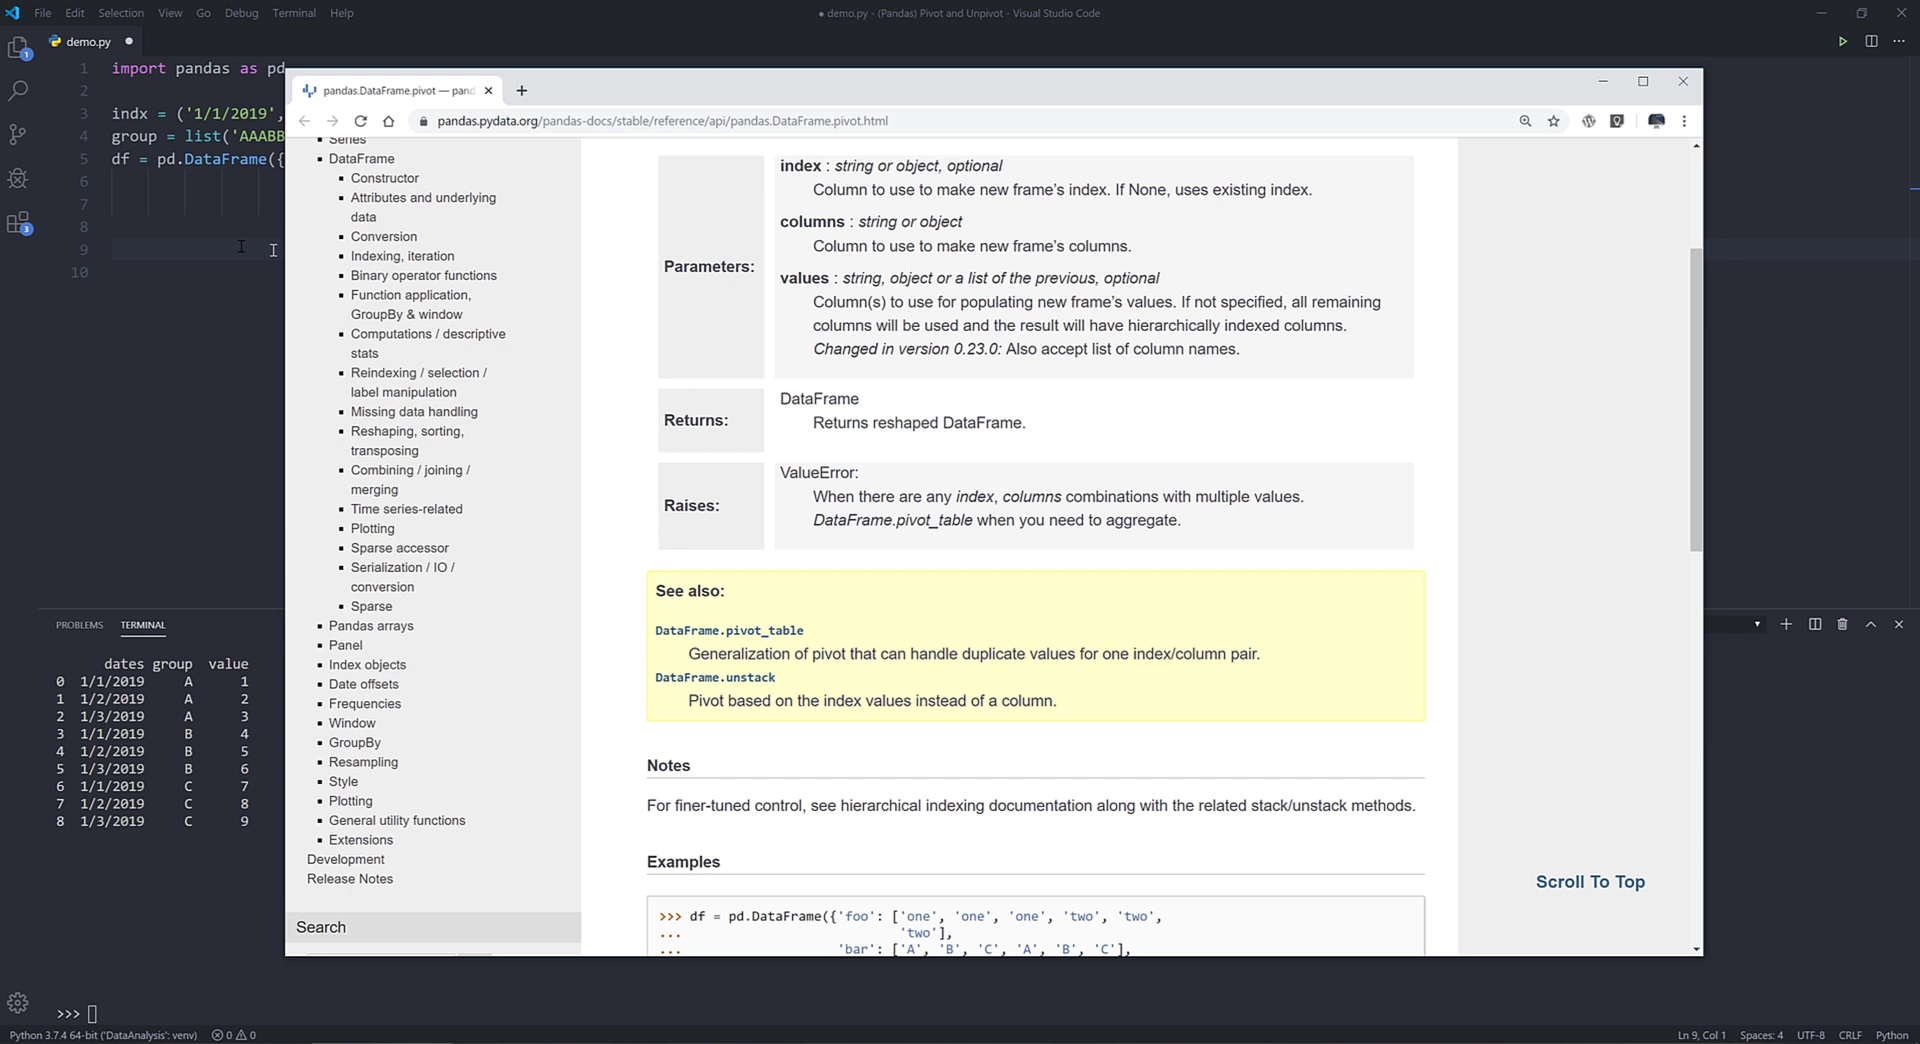 File Edit Selection View Go Debug Terminal Help
● demo.py - (Pandas) Pivot and Unpivot - Visual Studio Code
demo.py
1 import pandas as pd
2
3 indx = ('1/1/2019',
4 group = list('AAABB
5 df = pd.DataFrame({
6
7
8
9
10
1
3
pandas.DataFrame.pivot — pand
pandas.pydata.org/pandas-docs/stable/reference/api/pandas.DataFrame.pivot.html
Series
DataFrame
Constructor
Attributes and underlying
data
Conversion
Indexing, iteration
Binary operator functions
Function application,
GroupBy & window
Computations / descriptive
stats
Reindexing / selection /
label manipulation
Missing data handling
Reshaping, sorting,
transposing
Combining / joining /
merging
Time series-related
Plotting
Sparse accessor
Serialization / IO /
conversion
Sparse
Pandas arrays
Panel
Index objects
Date offsets
Frequencies
Window
GroupBy
Resampling
Style
Plotting
General utility functions
Extensions
Development
Release Notes
Search
Parameters:
index : string or object, optional
Column to use to make new frame's index. If None, uses existing index.
columns : string or object
Column to use to make new frame's columns.
values : string, object or a list of the previous, optional
Column(s) to use for populating new frame's values. If not specified, all remaining
columns will be used and the result will have hierarchically indexed columns.
Changed in version 0.23.0: Also accept list of column names.
Returns:
DataFrame
Returns reshaped DataFrame.
Raises:
ValueError:
When there are any index, columns combinations with multiple values.
DataFrame.pivot_table when you need to aggregate.
See also:
DataFrame.pivot_table
Generalization of pivot that can handle duplicate values for one index/column pair.
DataFrame.unstack
Pivot based on the index values instead of a column.
Notes
For finer-tuned control, see hierarchical indexing documentation along with the related stack/unstack methods.
Examples
>>> df = pd.DataFrame({'foo': ['one', 'one', 'one', 'two', 'two',
... 'two'],
... 'bar': ['A', 'B', 'C', 'A', 'B', 'C'],
Scroll To Top
PROBLEMS TERMINAL
dates group value
0 1/1/2019 A 1
1 1/2/2019 A 2
2 1/3/2019 A 3
3 1/1/2019 B 4
4 1/2/2019 B 5
5 1/3/2019 B 6
6 1/1/2019 C 7
7 1/2/2019 C 8
8 1/3/2019 C 9
>>>
Python 3.7.4 64-bit ('DataAnalysis': venv) 0 0
Ln 9, Col 1 Spaces: 4 UTF-8 CRLF Python